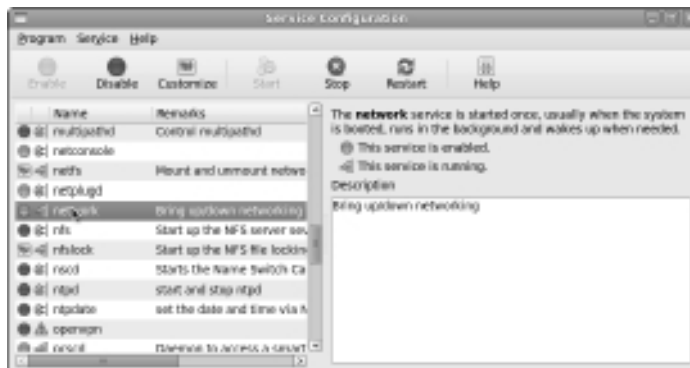 Service Configuration
Program Service Help
Enable Disable Customize Start Stop Restart Help
Name Remarks
multipathd Control multipathd
netconsole
netfs Mount and unmount netwo
netplugd
network Bring up/down networking
nfs Start up the NFS server sev
nfslock Start up the NFS file lockin
nscd Starts the Name Switch Ca
ntpd start and stop ntpd
ntpdate set the date and time via N
openvpn
pcscd Daemon to access a smart
The network service is started once, usually when the system
is booted, runs in the background and wakes up when needed.
This service is enabled.
This service is running.
Description
Bring up/down networking